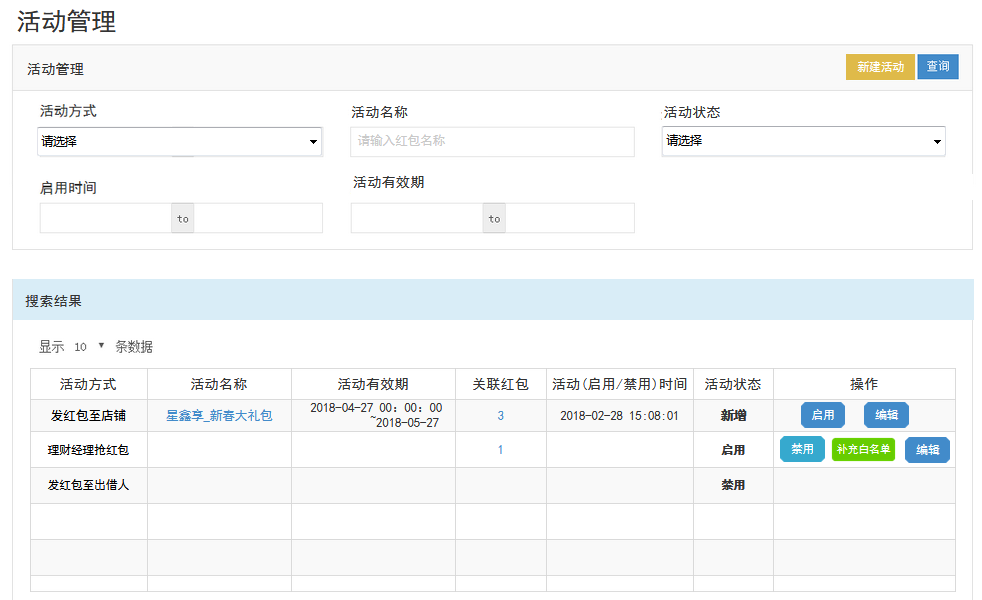 活动管理
活动管理 新建活动 查询
活动方式 活动名称 活动状态
请选择 请输入红包名称 请选择
启用时间 活动有效期
to to
搜索结果
显示 10 条数据
活动方式 活动名称 活动有效期 关联红包 活动(启用/禁用)时间 活动状态 操作
发红包至店铺 星鑫享_新春大礼包 2018-04-27 00: 00: 00 3 2018-02-28 15:08:01 新增 启用 编辑
~2018-05-27
理财经理抢红包 1 启用 禁用 补充白名单 编辑
发红包至出借人 禁用